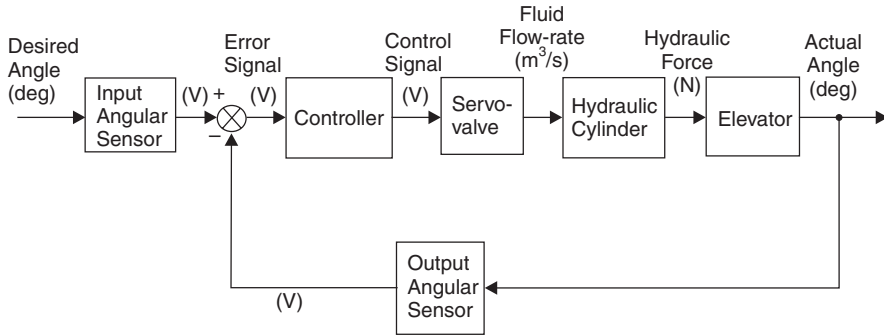 Desired
Angle
(deg)
Input
Angular
Sensor
(V)
+
−
Error
Signal
(V)
Controller
Control
Signal
(V)
Servo-
valve
Fluid
Flow-rate
(m³/s)
Hydraulic
Cylinder
Hydraulic
Force
(N)
Elevator
Actual
Angle
(deg)
Output
Angular
Sensor
(V)